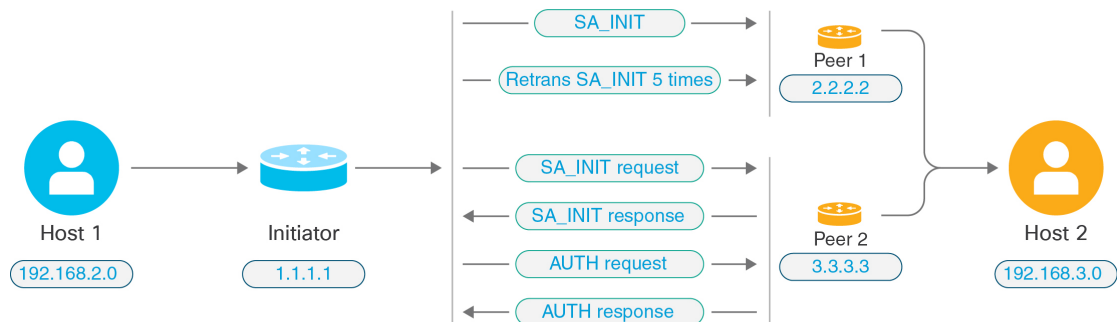 SA_INIT
Retrans SA_INIT 5 times
Peer 1
2.2.2.2
SA_INIT request
SA_INIT response
AUTH request
AUTH response
Peer 2
3.3.3.3
Host 1
192.168.2.0
Initiator
1.1.1.1
Host 2
192.168.3.0